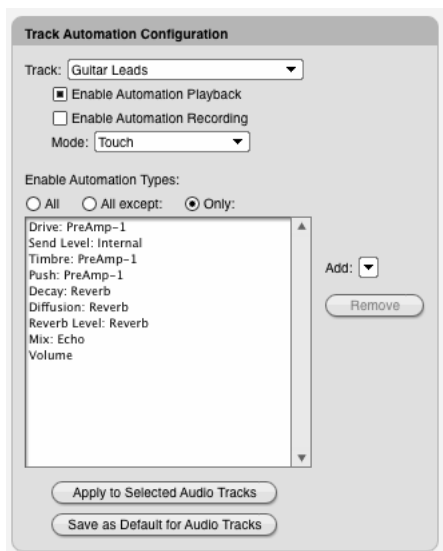 Track Automation Configuration
Track: Guitar Leads
Enable Automation Playback
Enable Automation Recording
Mode: Touch
Enable Automation Types:
All All except: Only:
Drive: PreAmp-1
Send Level: Internal
Timbre: PreAmp-1
Push: PreAmp-1
Decay: Reverb
Diffusion: Reverb
Reverb Level: Reverb
Mix: Echo
Volume
Add:
Remove
Apply to Selected Audio Tracks
Save as Default for Audio Tracks